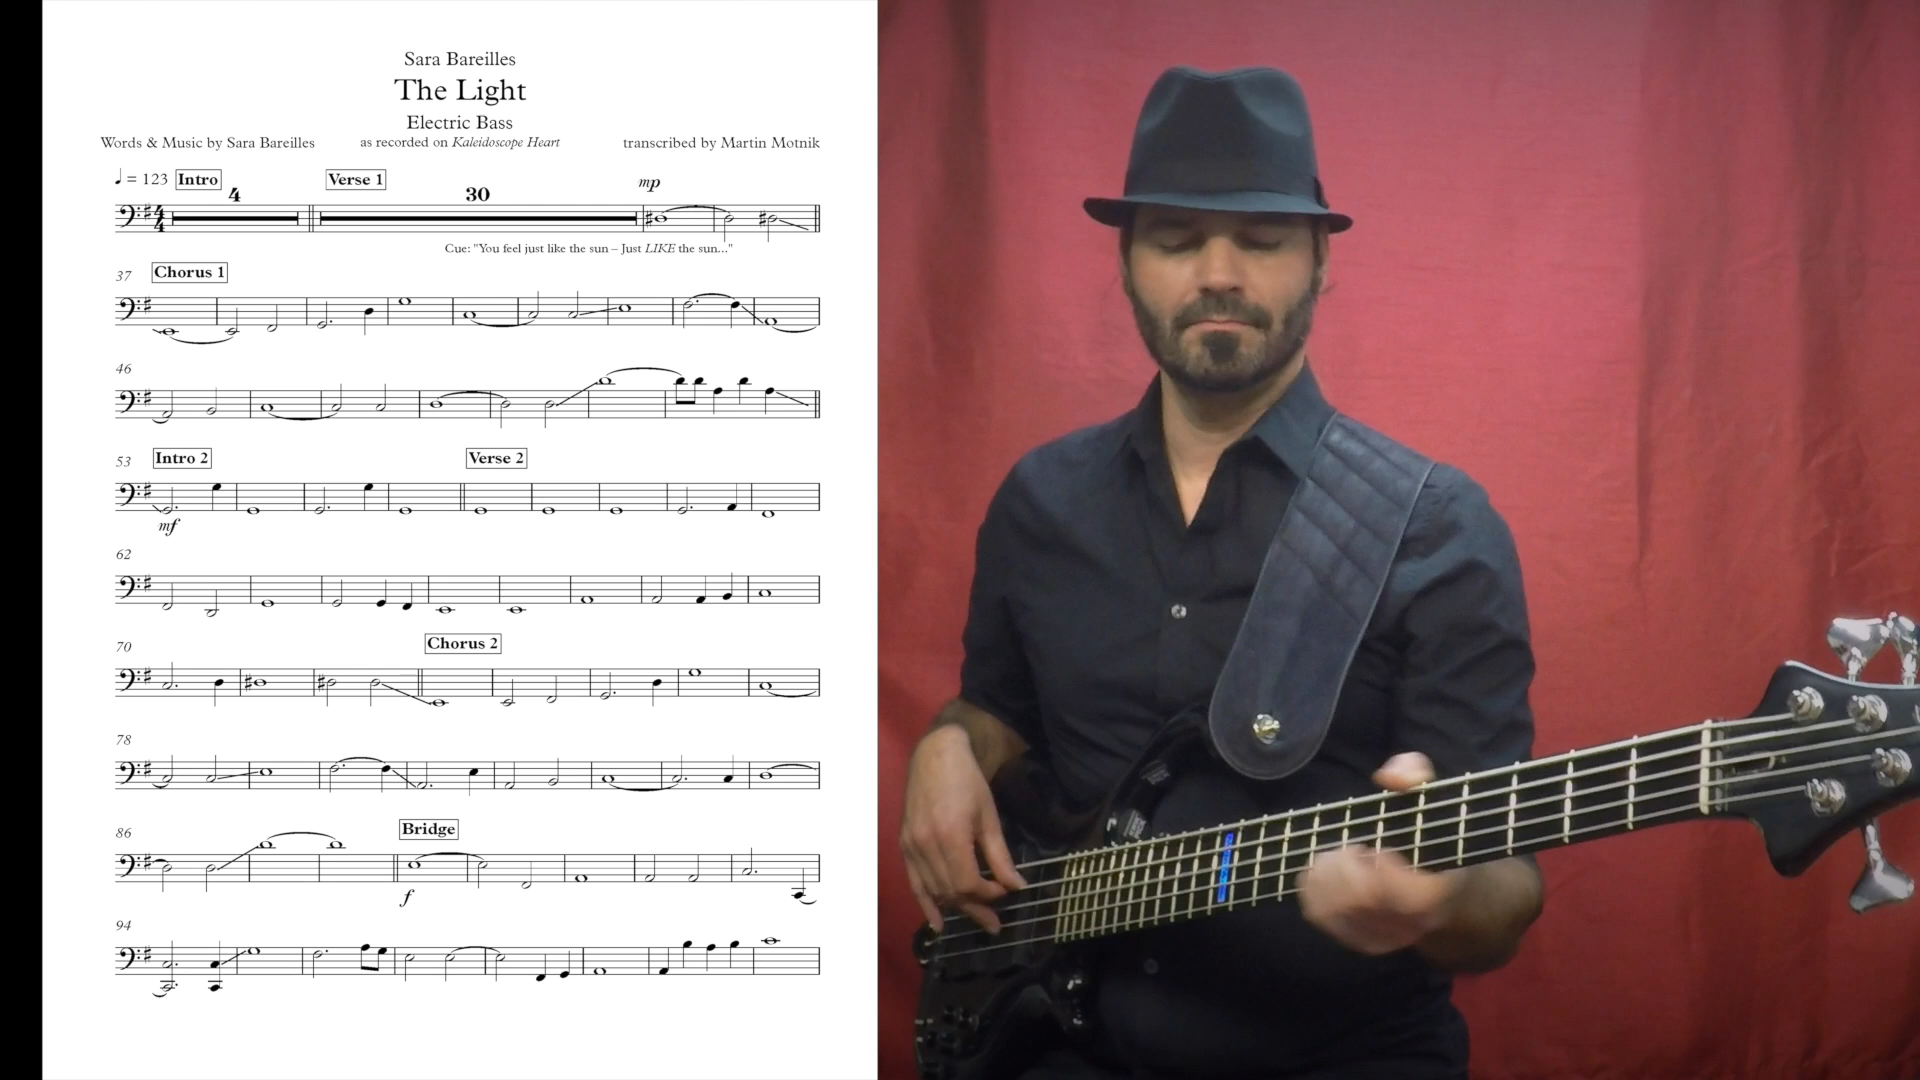 Sara Bareilles
The Light
Electric Bass
Words & Music by Sara Bareilles as recorded on Kaleidoscope Heart transcribed by Martin Motnik
♩ = 123 Intro 4 Verse 1 30 mp
Cue: "You feel just like the sun – Just LIKE the sun..."
37 Chorus 1
46
53 Intro 2 Verse 2
mf
62
70 Chorus 2
78
86 Bridge
f
94